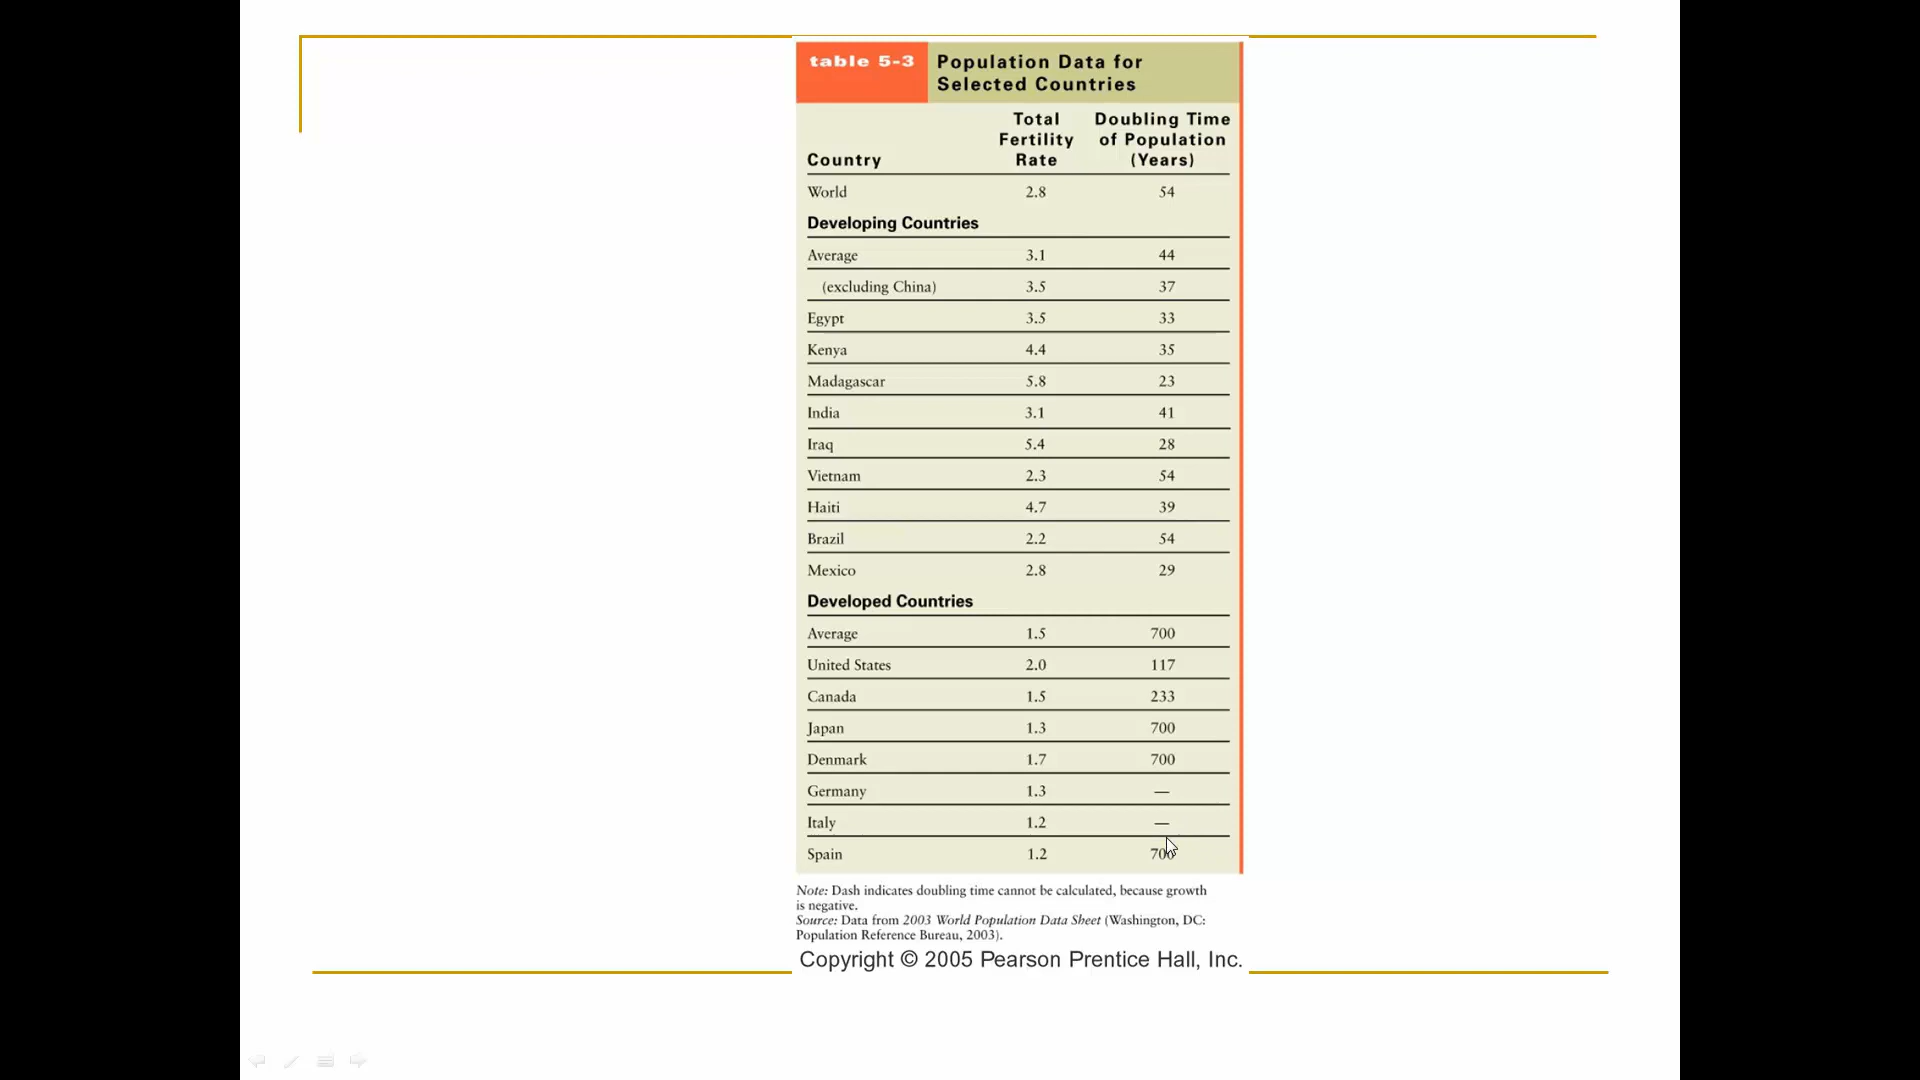 table 5-3 Population Data for
Selected Countries
Total Doubling Time
Fertility of Population
Country Rate (Years)
World 2.8 54
Developing Countries
Average 3.1 44
(excluding China) 3.5 37
Egypt 3.5 33
Kenya 4.4 35
Madagascar 5.8 23
India 3.1 41
Iraq 5.4 28
Vietnam 2.3 54
Haiti 4.7 39
Brazil 2.2 54
Mexico 2.8 29
Developed Countries
Average 1.5 700
United States 2.0 117
Canada 1.5 233
Japan 1.3 700
Denmark 1.7 700
Germany 1.3 —
Italy 1.2 —
Spain 1.2 700
Note: Dash indicates doubling time cannot be calculated, because growth
is negative.
Source: Data from 2003 World Population Data Sheet (Washington, DC:
Population Reference Bureau, 2003).
Copyright © 2005 Pearson Prentice Hall, Inc.